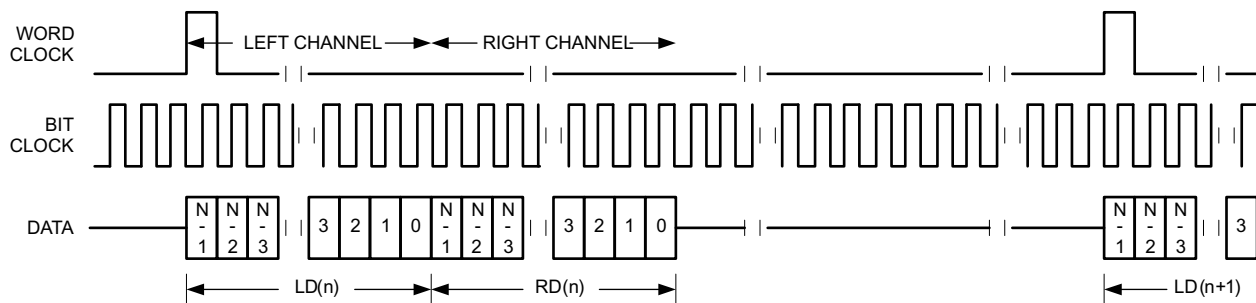 WORD
CLOCK
LEFT CHANNEL
RIGHT CHANNEL
BIT
CLOCK
DATA
N-1 N-2 N-3 3 2 1 0 N-1 N-2 N-3 3 2 1 0 N-1 N-2 N-3 3
LD(n)
RD(n)
LD(n+1)